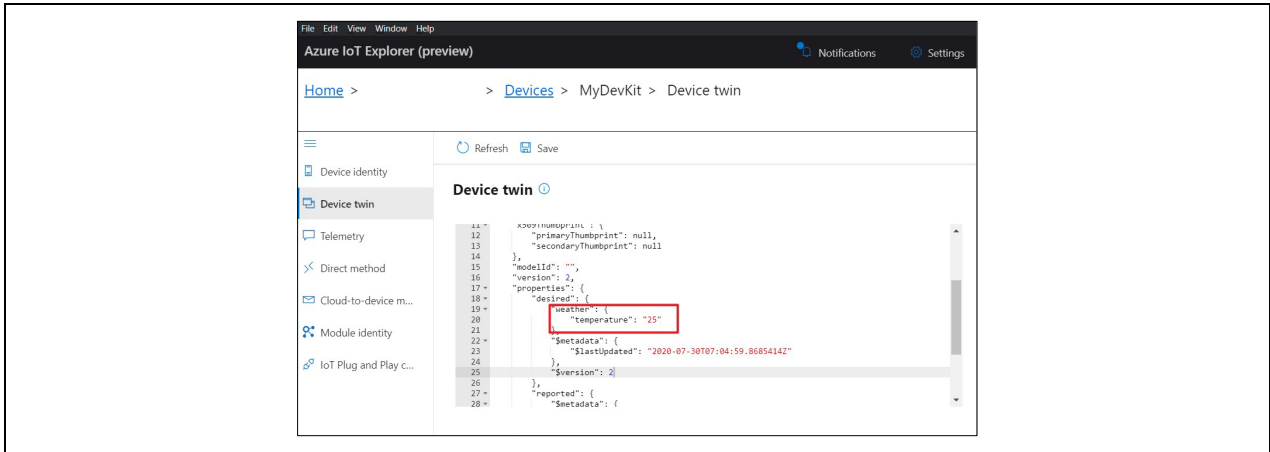 File Edit View Window Help
Azure IoT Explorer (preview)
Notifications
Settings
Home > > Devices > MyDevKit > Device twin
Refresh Save
Device identity
Device twin
Telemetry
Direct method
Cloud-to-device m...
Module identity
IoT Plug and Play c...
Device twin
11 "x509Thumbprint": {
12 "primaryThumbprint": null,
13 "secondaryThumbprint": null
14 },
15 "modelId": "",
16 "version": 2,
17 "properties": {
18 "desired": {
19 "weather": {
20 "temperature": "25"
21 },
22 "$metadata": {
23 "$lastUpdated": "2020-07-30T07:04:59.8685414Z"
24 },
25 "$version": 2
26 },
27 "reported": {
28 "$metadata": {